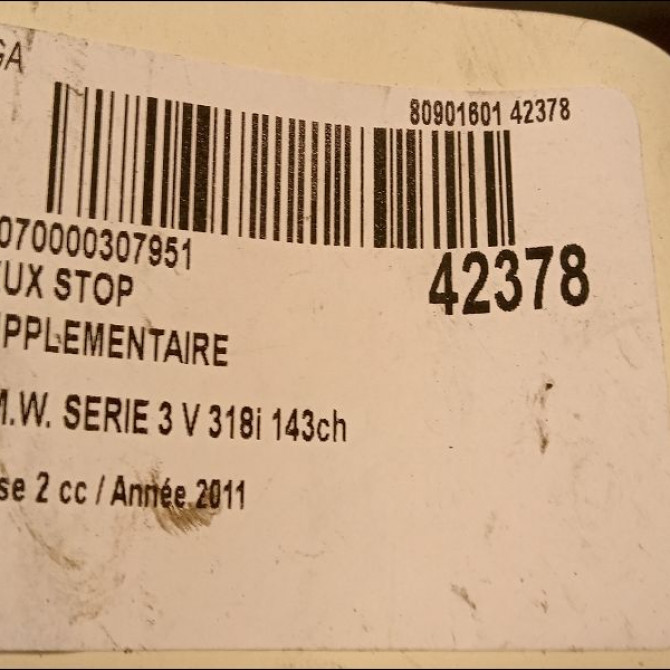 GA
80901601 42378
070000307951
42378
UX STOP
PPLEMENTAIRE
M.W. SERIE 3 V 318i 143ch
se 2 cc / Année 2011